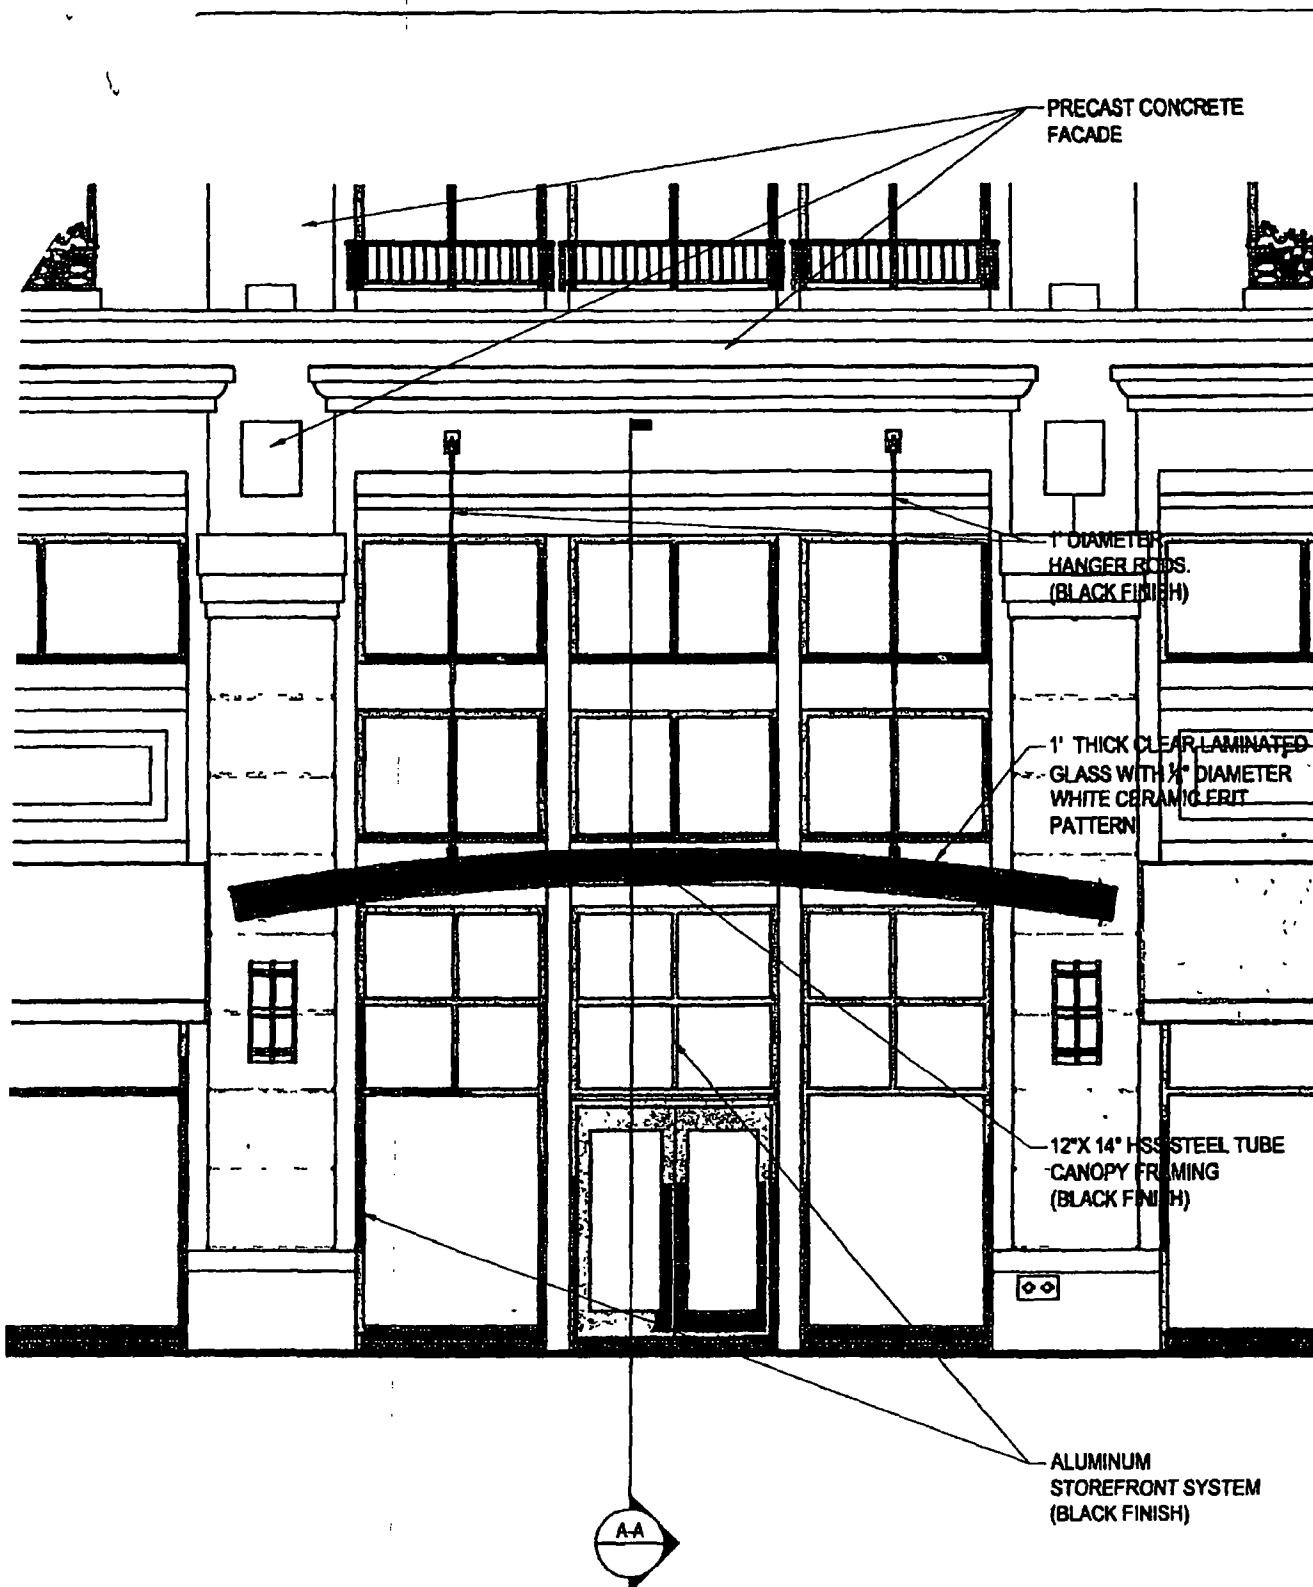 PRECAST CONCRETE
FACADE
1" DIAMETER
HANGER RODS.
(BLACK FINISH)
1" THICK CLEAR LAMINATED
GLASS WITH ⅛" DIAMETER
WHITE CERAMIC FRIT
PATTERN
12"X 14" HSS STEEL TUBE
CANOPY FRAMING
(BLACK FINISH)
ALUMINUM
STOREFRONT SYSTEM
(BLACK FINISH)
A-A